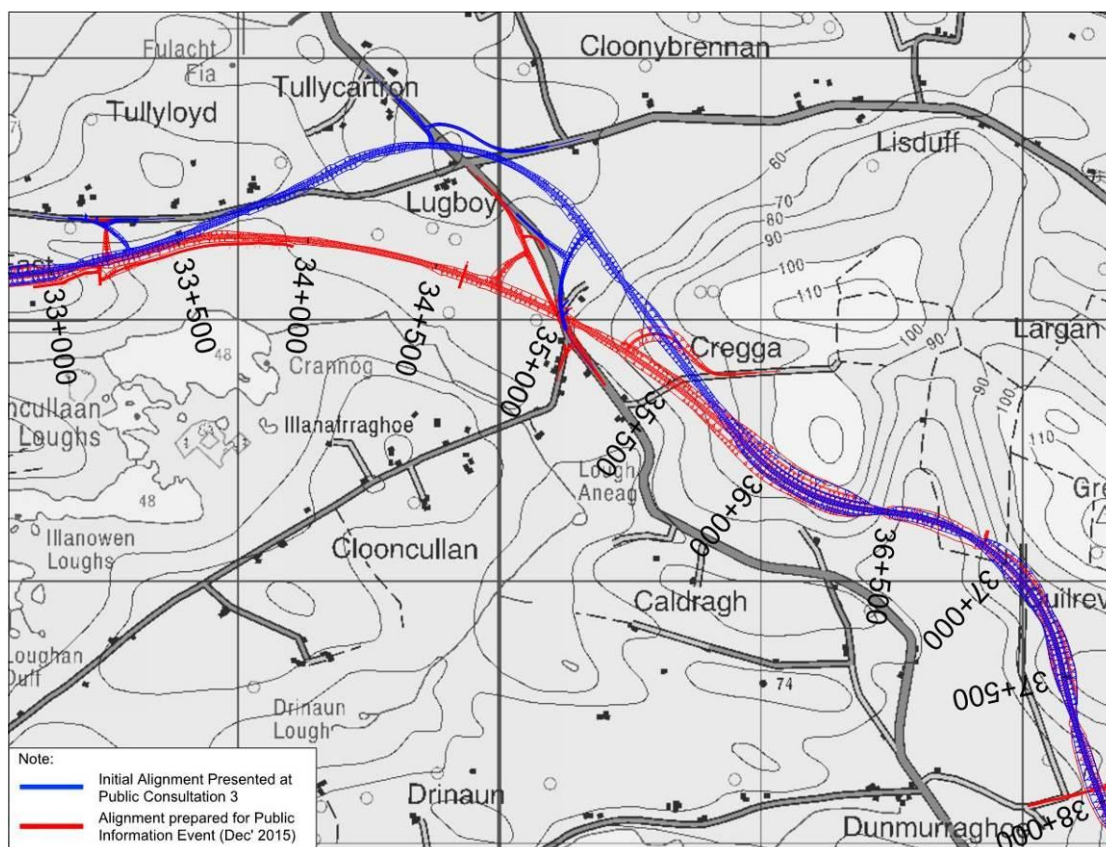 Fulacht
Fia
Cloonybrennan
Tullycartron
Tullyloyd
Lisduff
60
70
80
90
Lugboy
100
110
100
90
Largan
33+000
33+500
34+000
34+500
35+000
35+500
36+000
36+500
37+000
37+500
38+000
48
Crannóg
Cregga
90
100
110
Loughs
Illanafrraghoe
Lough
Aneag
48
Illanowen
Loughs
Clooncullan
Caldragh
74
Drinaun
Lough
Drinaun
Note:
Initial Alignment Presented at
Public Consultation 3
Alignment prepared for Public
Information Event (Dec' 2015)